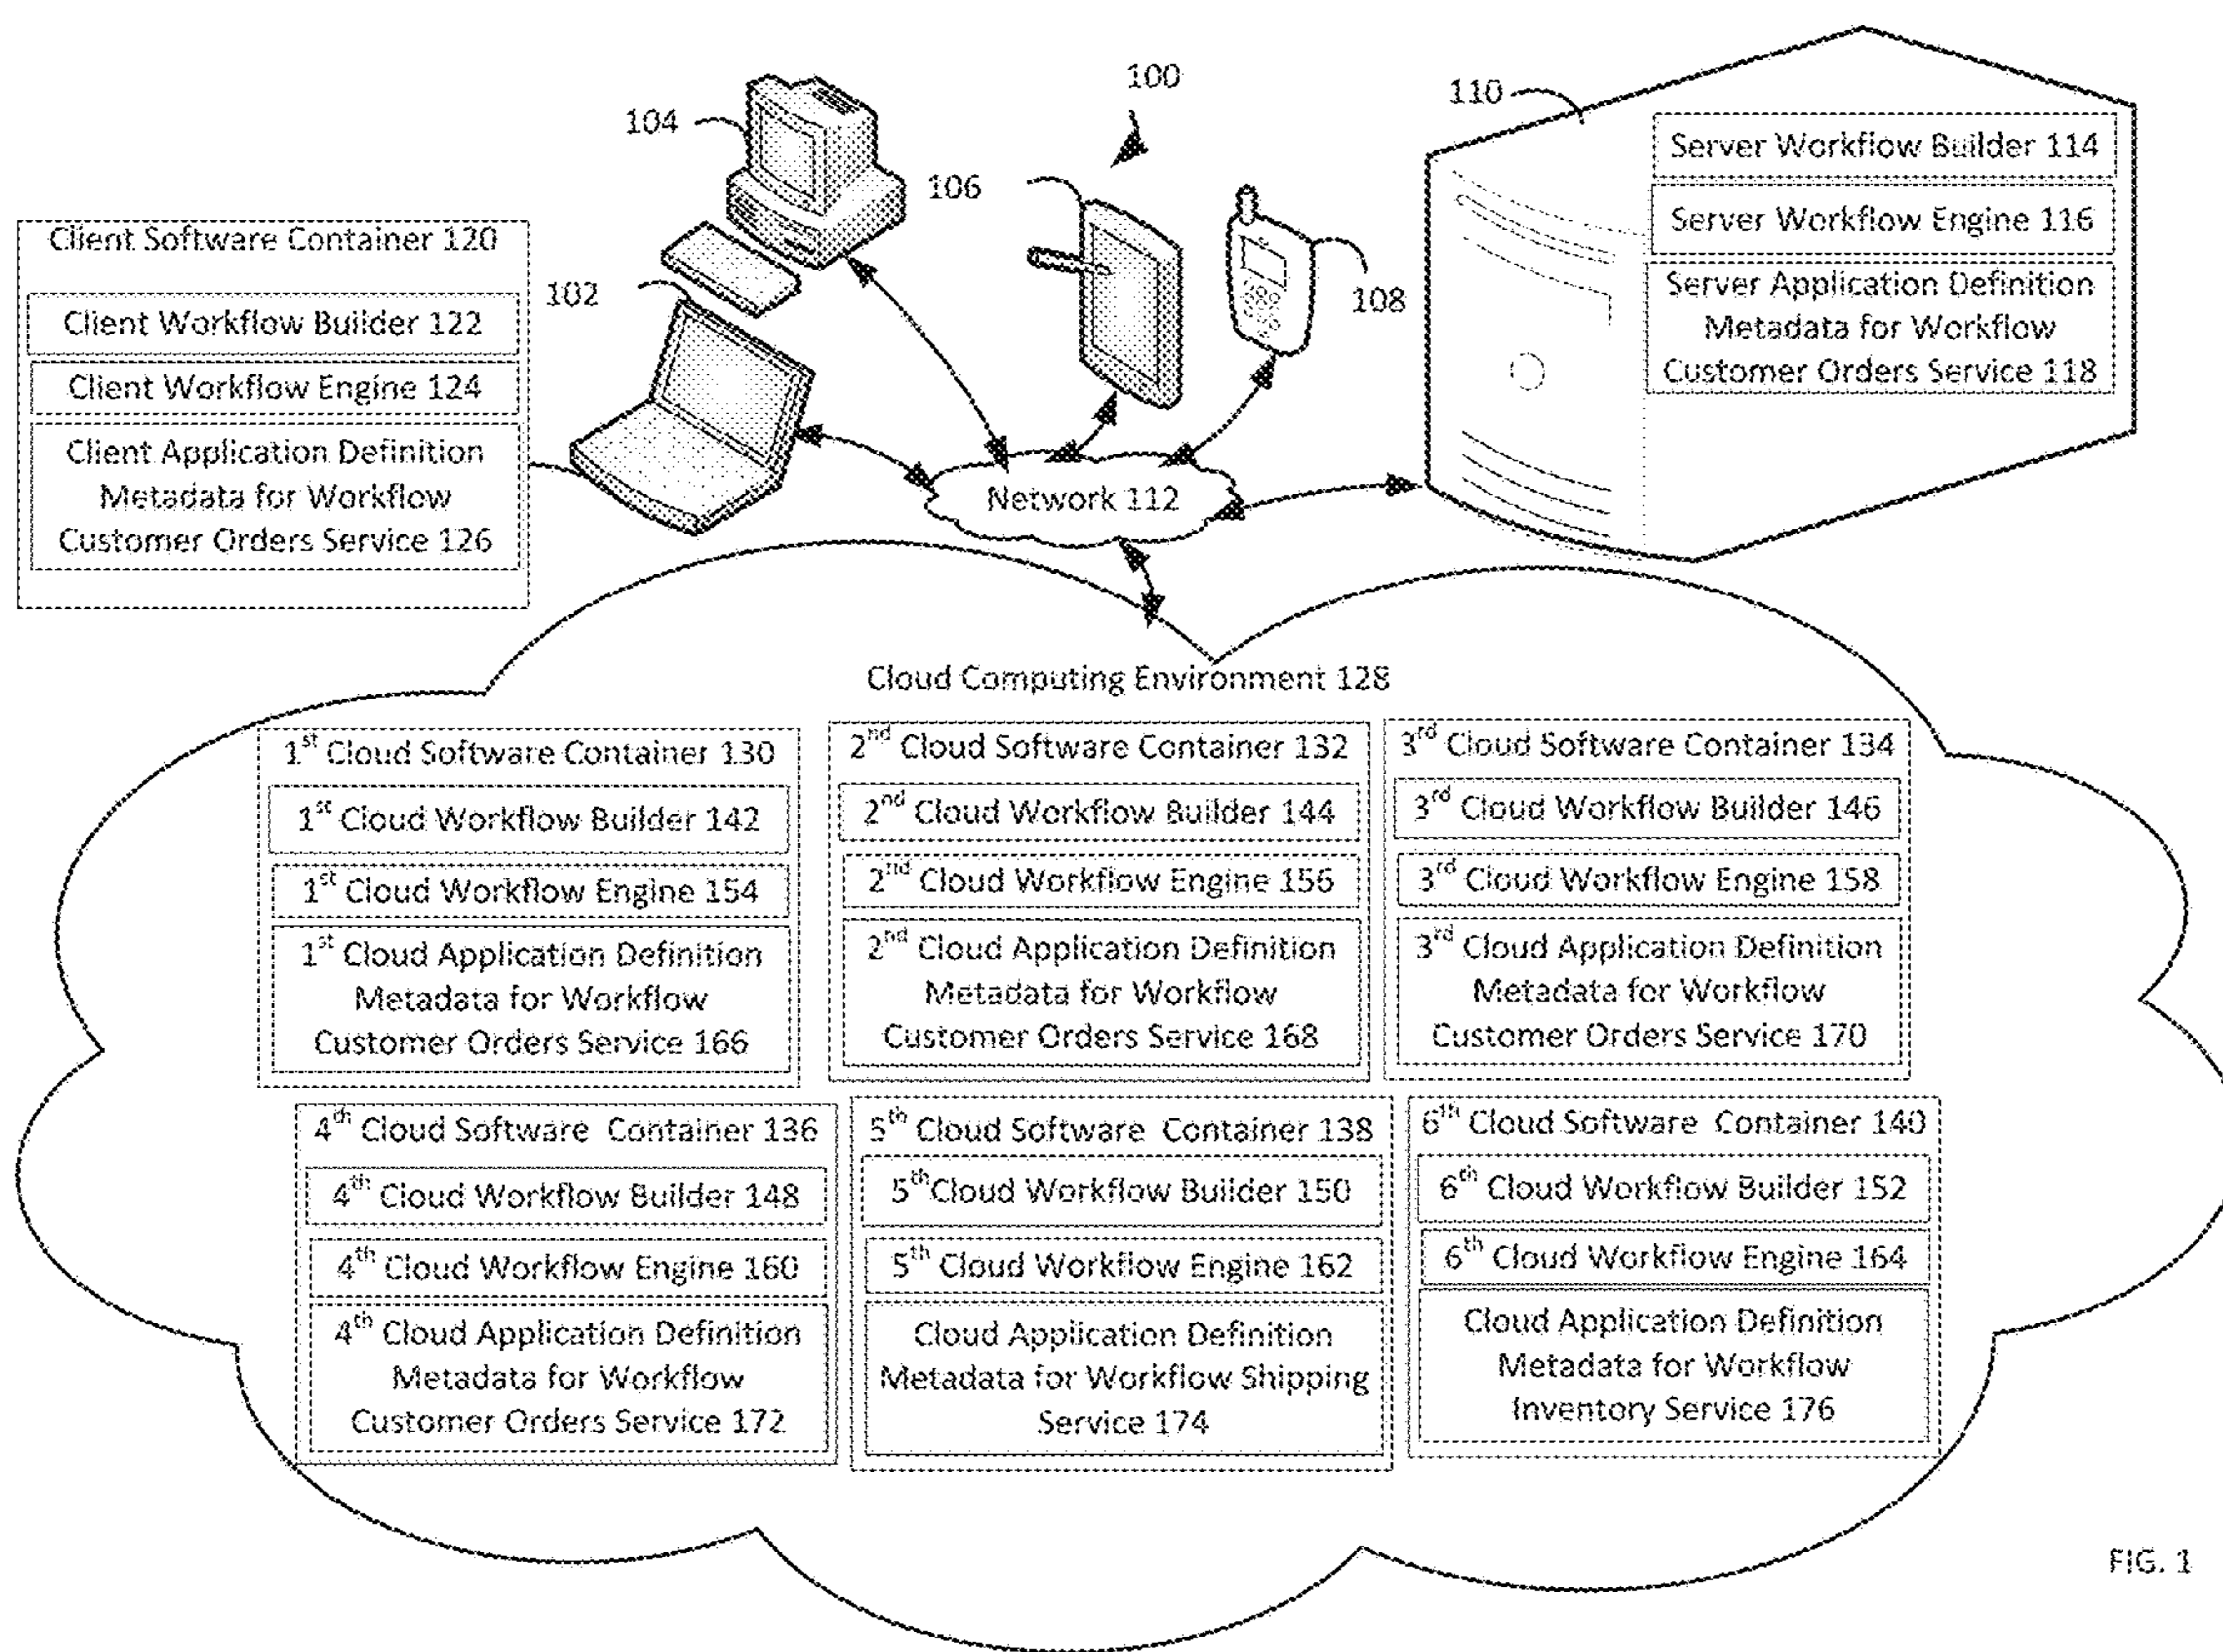 100
104
110
Server Workflow Builder 114
106
Server Workflow Engine 116
Client Software Container 120
Server Application Definition
Metadata for Workflow
Customer Orders Service 118
102
108
Client Workflow Builder 122
Client Workflow Engine 124
Client Application Definition
Metadata for Workflow
Customer Orders Service 126
Network 112
Cloud Computing Environment 128
1st Cloud Software Container 130
1st Cloud Workflow Builder 142
1st Cloud Workflow Engine 154
1st Cloud Application Definition
Metadata for Workflow
Customer Orders Service 166
2nd Cloud Software Container 132
2nd Cloud Workflow Builder 144
2nd Cloud Workflow Engine 156
2nd Cloud Application Definition
Metadata for Workflow
Customer Orders Service 168
3rd Cloud Software Container 134
3rd Cloud Workflow Builder 146
3rd Cloud Workflow Engine 158
3rd Cloud Application Definition
Metadata for Workflow
Customer Orders Service 170
4th Cloud Software Container 136
4th Cloud Workflow Builder 148
4th Cloud Workflow Engine 160
4th Cloud Application Definition
Metadata for Workflow
Customer Orders Service 172
5th Cloud Software Container 138
5th Cloud Workflow Builder 150
5th Cloud Workflow Engine 162
Cloud Application Definition
Metadata for Workflow Shipping
Service 174
6th Cloud Software Container 140
6th Cloud Workflow Builder 152
6th Cloud Workflow Engine 164
Cloud Application Definition
Metadata for Workflow
Inventory Service 176
FIG. 1